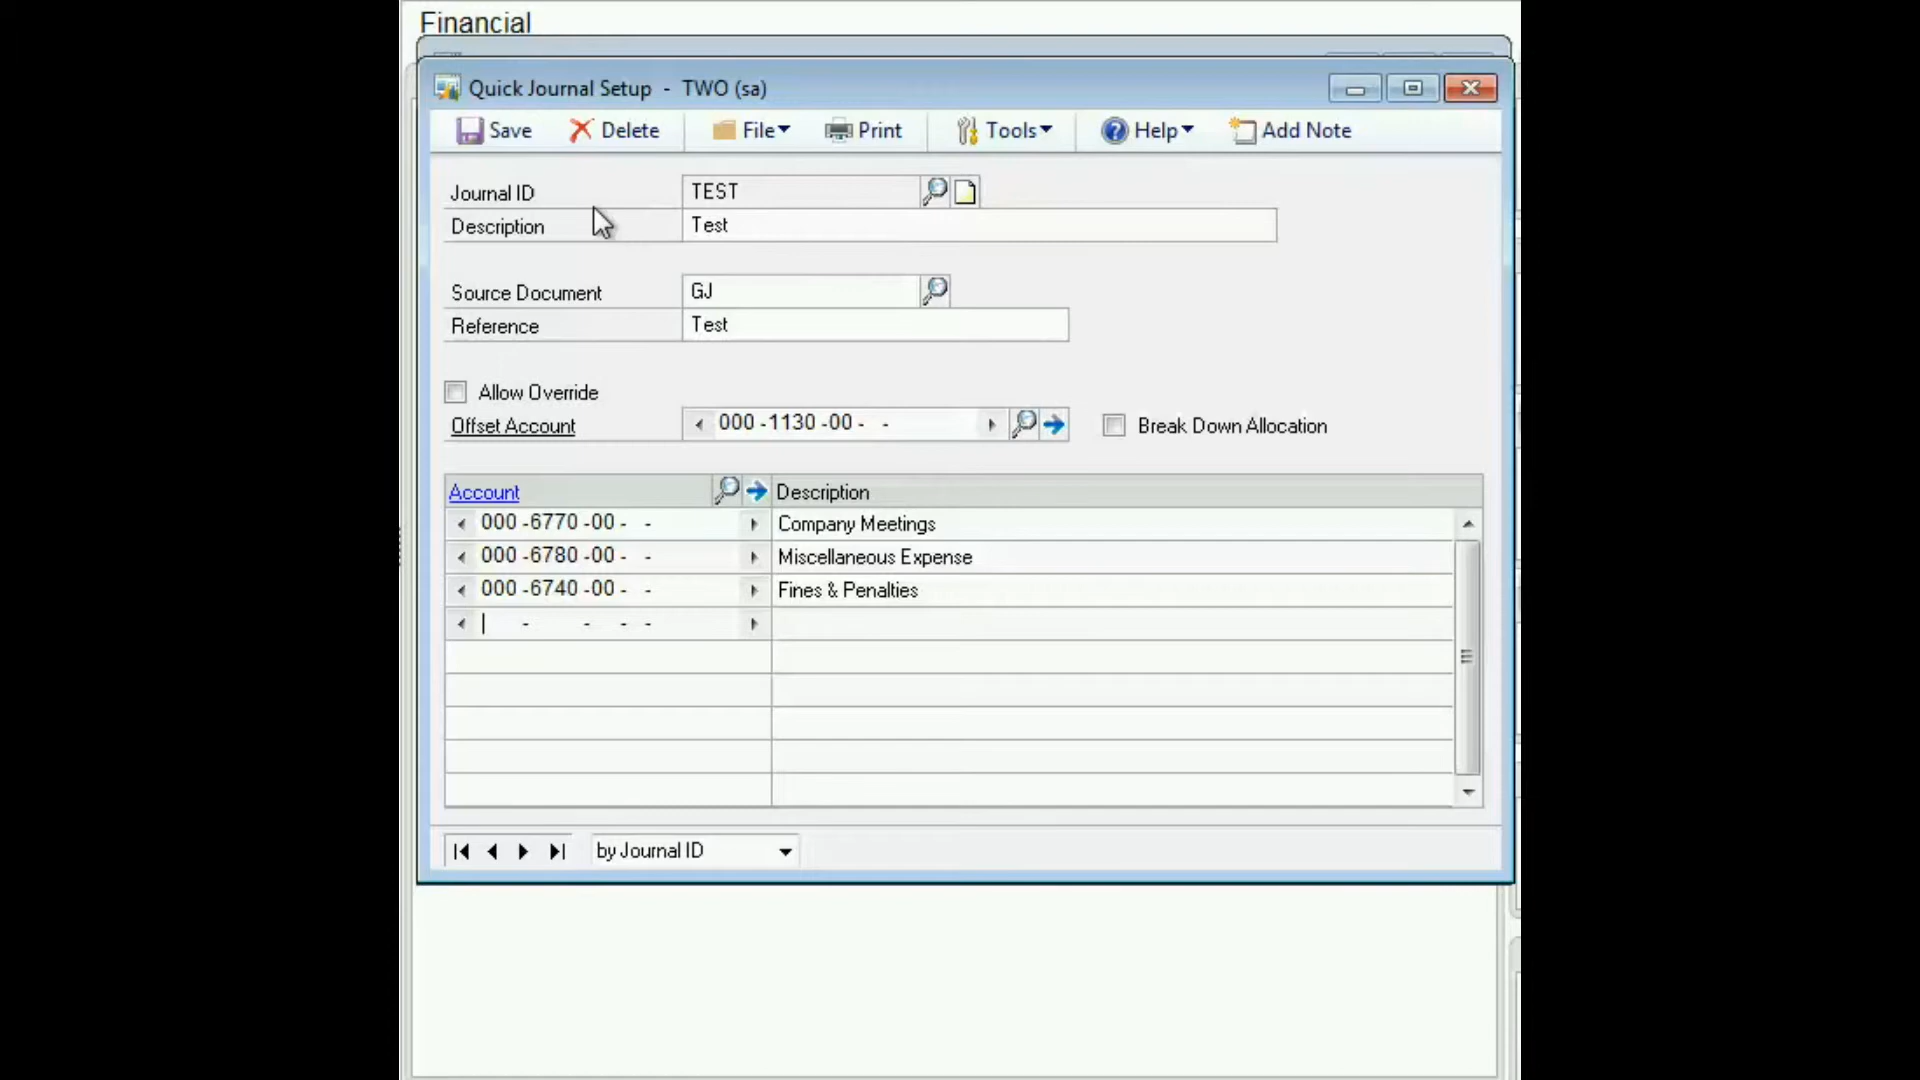 Financial
Quick Journal Setup - TWO (sa)
Save Delete File Print Tools Help Add Note
Journal ID TEST
Description Test
Source Document GJ
Reference Test
Allow Override
Offset Account 000 -1130 -00 - - Break Down Allocation
Account Description
000 -6770 -00 - - Company Meetings
000 -6780 -00 - - Miscellaneous Expense
000 -6740 -00 - - Fines & Penalties
- - - -
by Journal ID